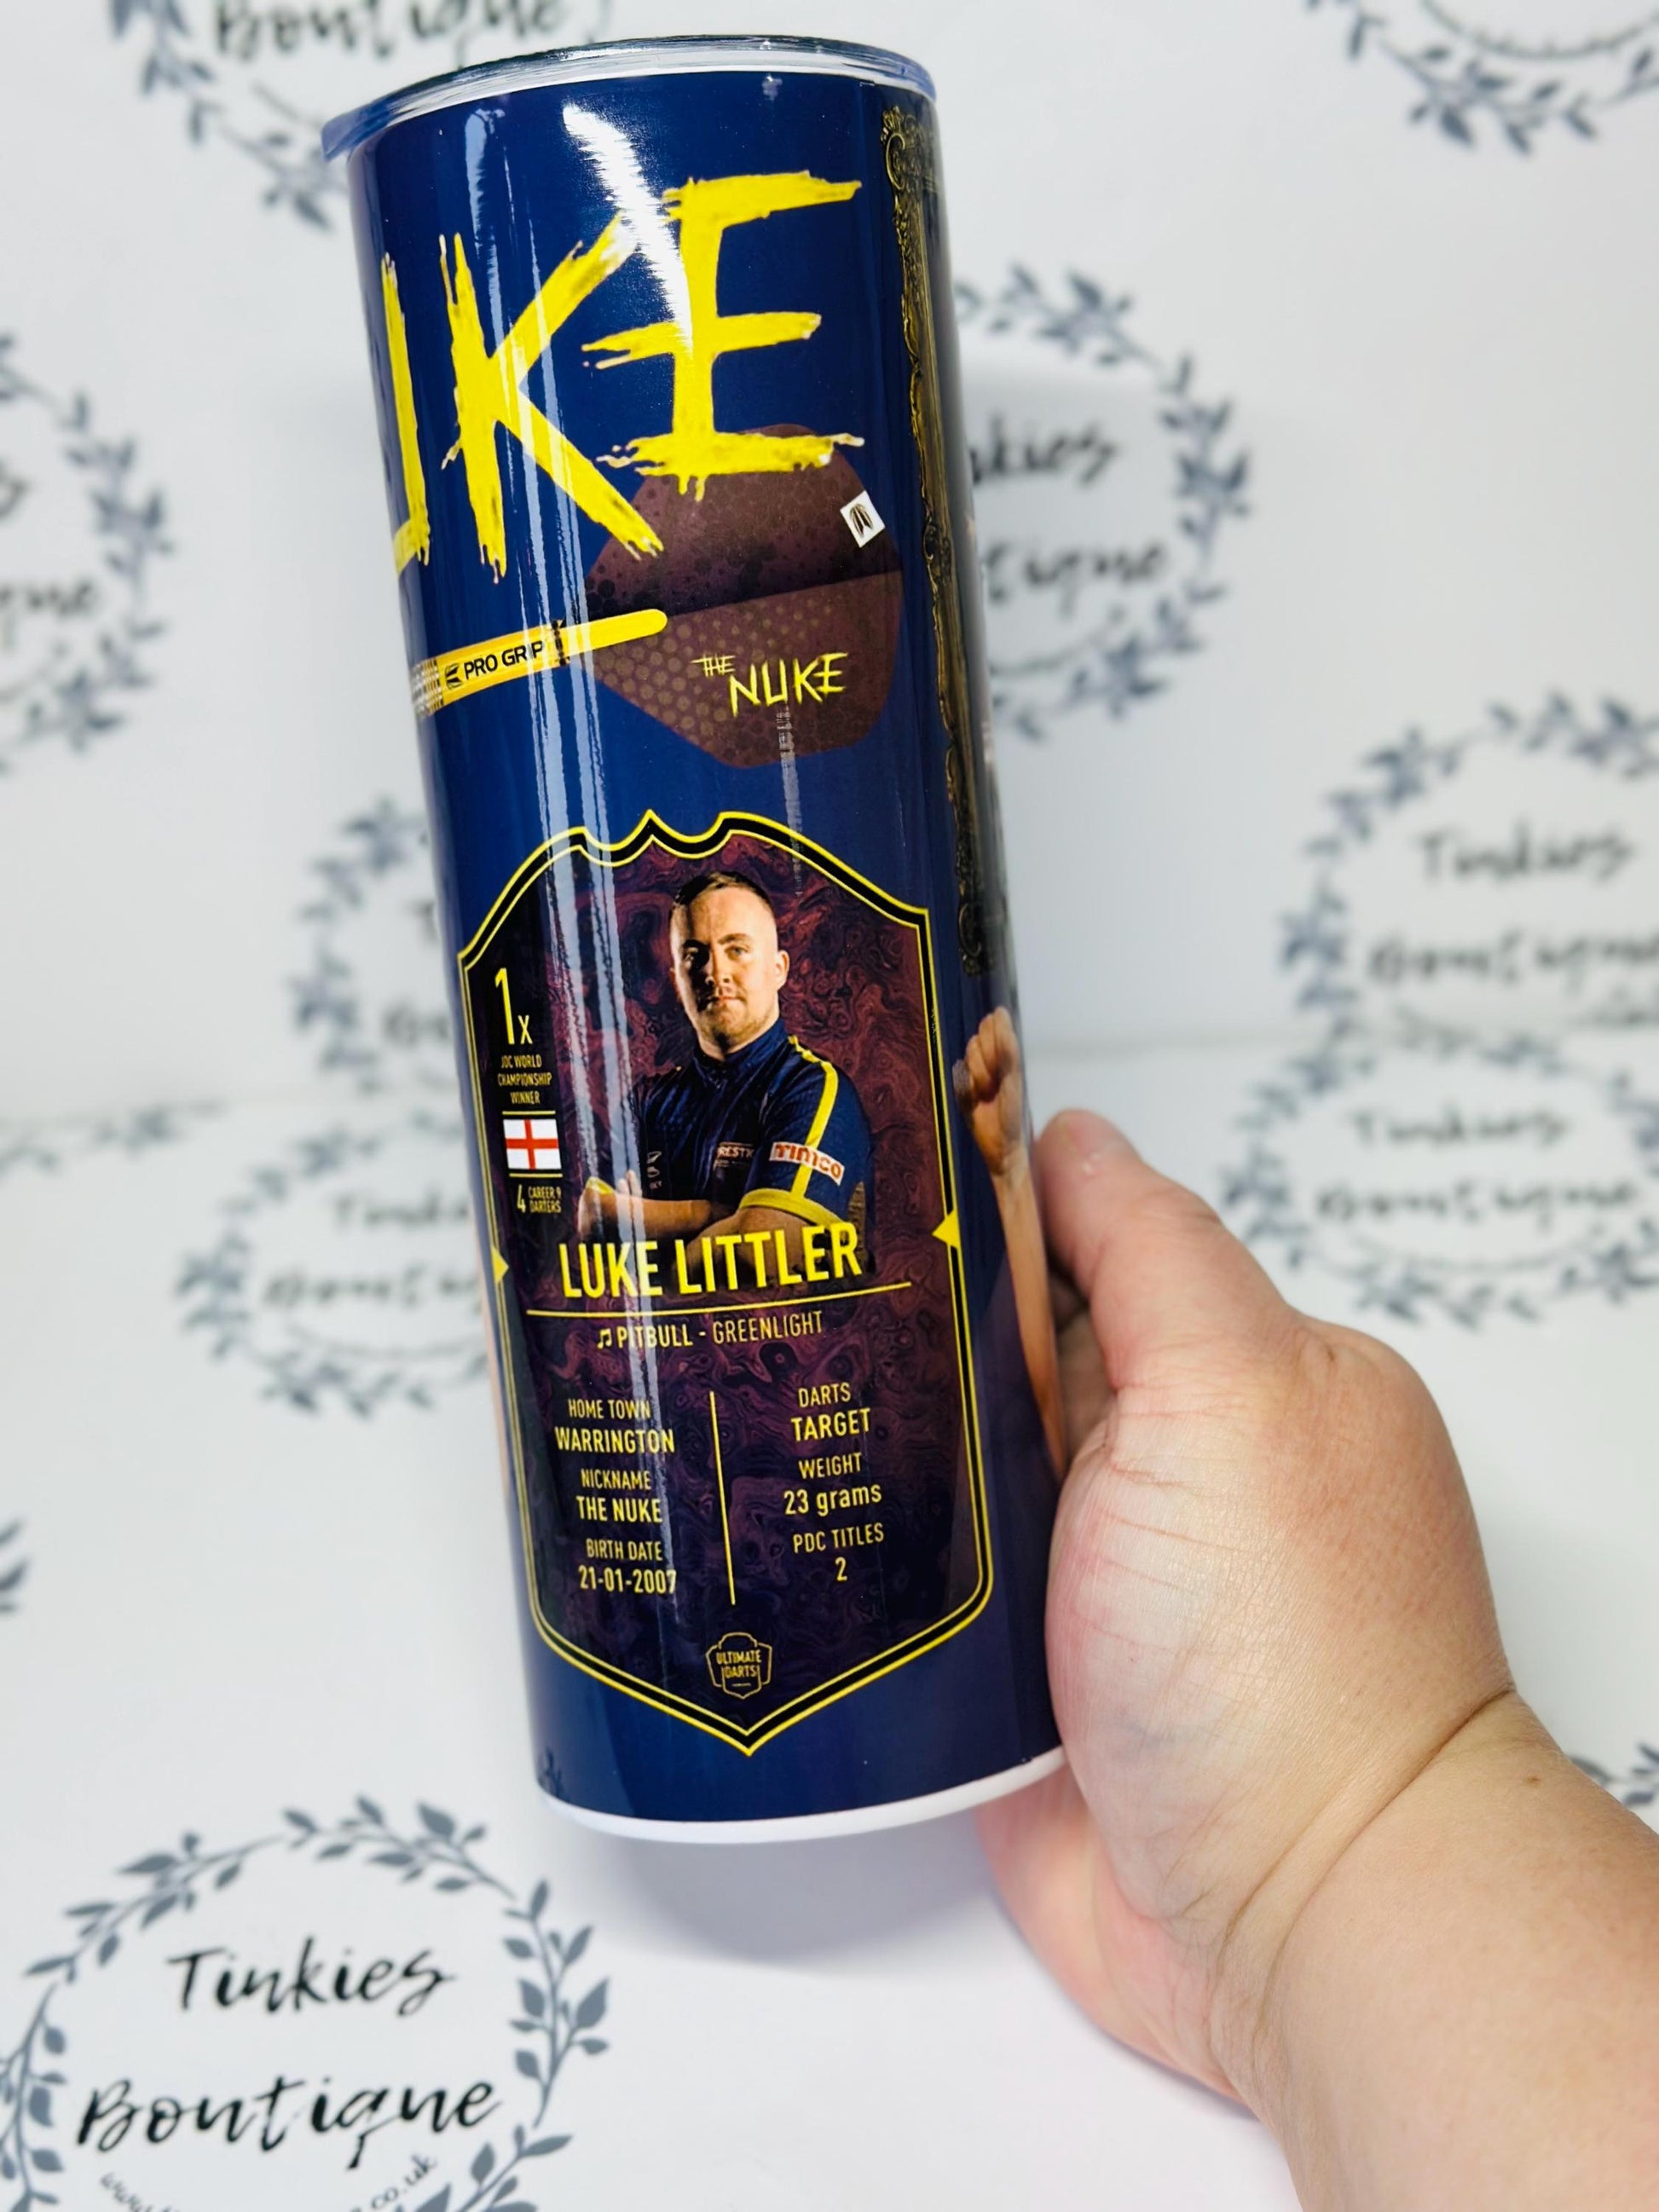 Boutique
UKE
PRO GRIP
THE
NUKE
1x
JDC WORLD
CHAMPIONSHIP
WINNER
4 CAREER 9
DARTERS
TIMCO
LUKE LITTLER
♫ PITBULL - GREENLIGHT
HOME TOWN
WARRINGTON
NICKNAME
THE NUKE
BIRTH DATE
21-01-2007
DARTS
TARGET
WEIGHT
23 grams
PDC TITLES
2
ULTIMATE
DARTS
Tinkies
Boutique
Tinkies
Boutique
Tinkies
Boutique